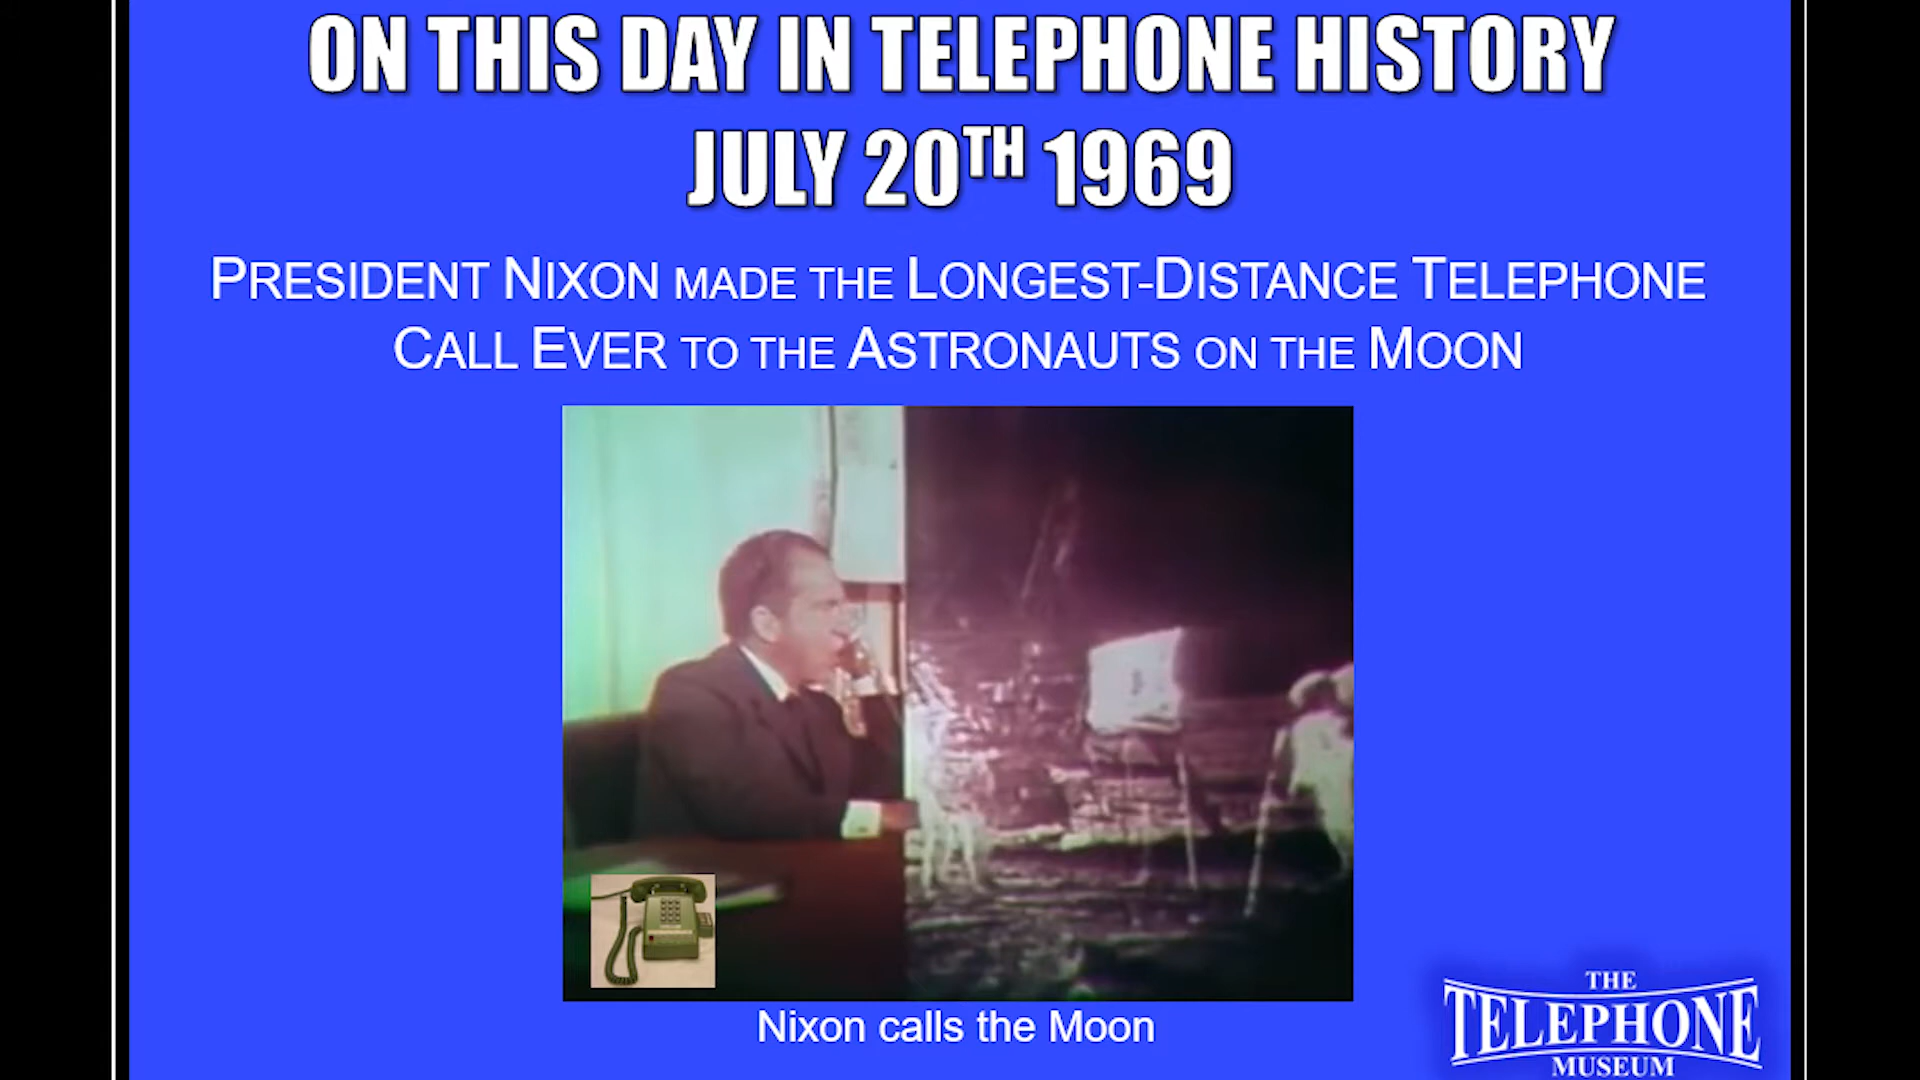 ON THIS DAY IN TELEPHONE HISTORY
JULY 20TH 1969
PRESIDENT NIXON MADE THE LONGEST-DISTANCE TELEPHONE
CALL EVER TO THE ASTRONAUTS ON THE MOON
Nixon calls the Moon
THE
TELEPHONE
MUSEUM